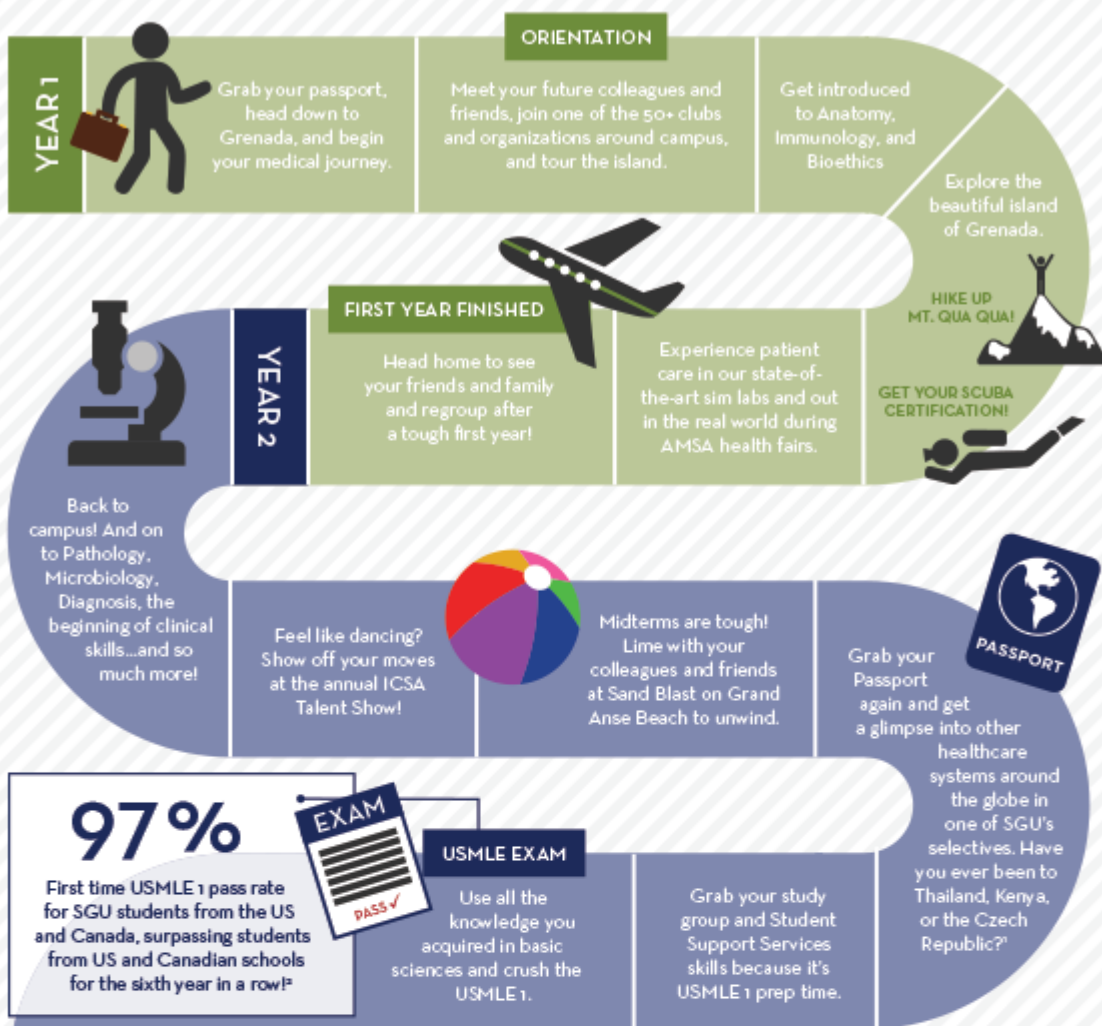 YEAR 1
Grab your passport,
head down to
Grenada, and begin
your medical journey.
ORIENTATION
Meet your future colleagues and
friends, join one of the 50+ clubs
and organizations around campus,
and tour the island.
Get introduced
to Anatomy,
Immunology, and
Bioethics
Explore the
beautiful island
of Grenada.
HIKE UP
MT. QUA QUA!
GET YOUR SCUBA
CERTIFICATION!
Experience patient
care in our state-of-
the-art sim labs and out
in the real world during
AMSA health fairs.
FIRST YEAR FINISHED
Head home to see
your friends and family
and regroup after
a tough first year!
YEAR 2
Back to
campus! And on
to Pathology,
Microbiology,
Diagnosis, the
beginning of clinical
skills...and so
much more!
Feel like dancing?
Show off your moves
at the annual ICSA
Talent Show!
Midterms are tough!
Lime with your
colleagues and friends
at Sand Blast on Grand
Anse Beach to unwind.
PASSPORT
Grab your
Passport
again and get
a glimpse into other
healthcare
systems around
the globe in
one of SGU's
selectives. Have
you ever been to
Thailand, Kenya,
or the Czech
Republic?¹
Grab your study
group and Student
Support Services
skills because it's
USMLE 1 prep time.
USMLE EXAM
Use all the
knowledge you
acquired in basic
sciences and crush the
USMLE 1.
EXAM
PASS ✓
97%
First time USMLE 1 pass rate
for SGU students from the US
and Canada, surpassing students
from US and Canadian schools
for the sixth year in a row!²